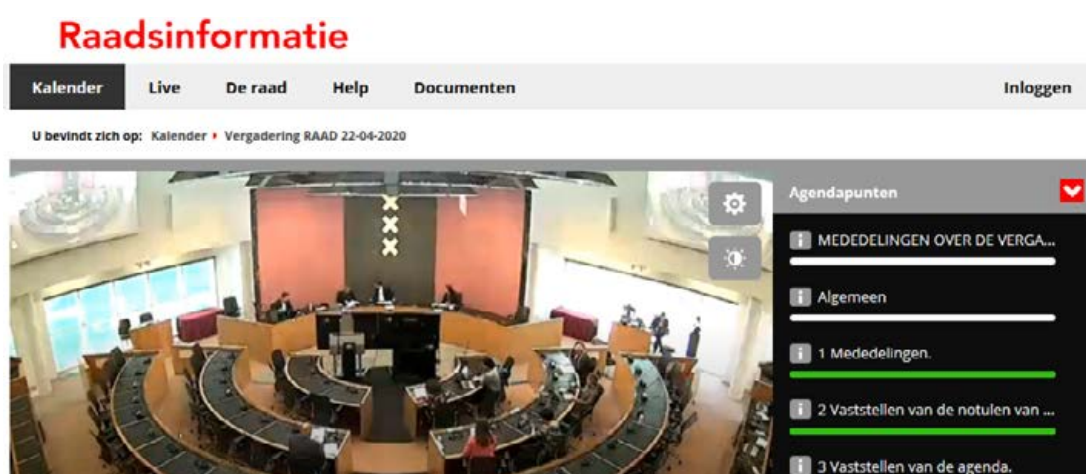 Raadsinformatie
Kalender Live De raad Help Documenten Inloggen
U bevindt zich op: Kalender Vergadering RAAD 22-04-2020
Agendapunten
MEDEDELINGEN OVER DE VERGA...
Algemeen
1 Mededelingen.
2 Vaststellen van de notulen van ...
3 Vaststellen van de agenda.